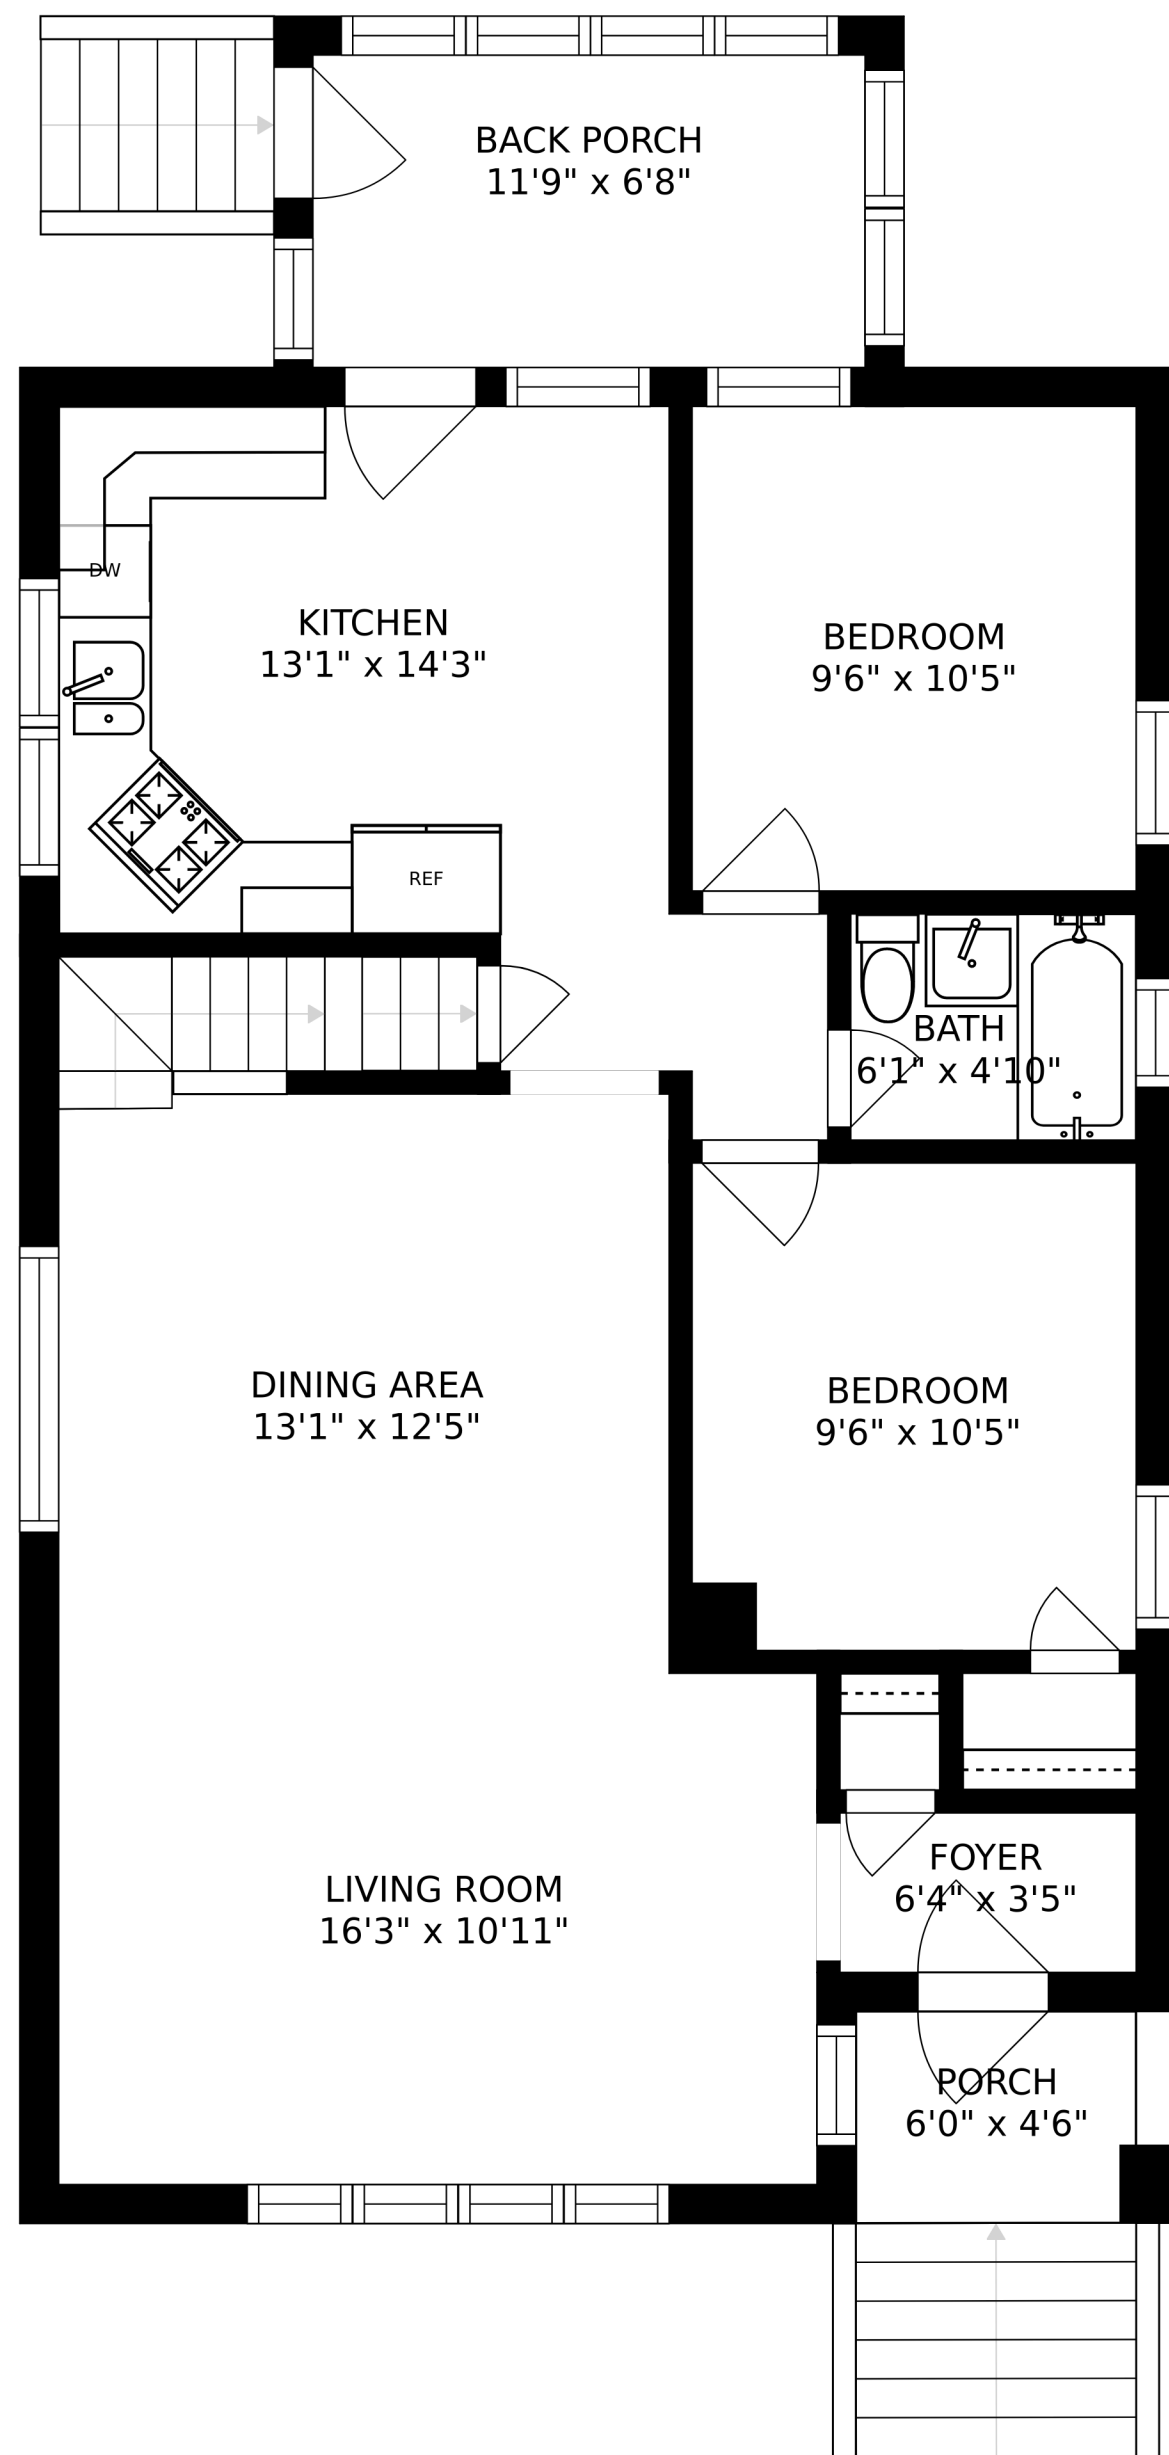 BACK PORCH
11'9" x 6'8"
DW
KITCHEN
13'1" x 14'3"
BEDROOM
9'6" x 10'5"
REF
BATH
6'1" x 4'10"
DINING AREA
13'1" x 12'5"
BEDROOM
9'6" x 10'5"
FOYER
6'4" x 3'5"
LIVING ROOM
16'3" x 10'11"
PORCH
6'0" x 4'6"